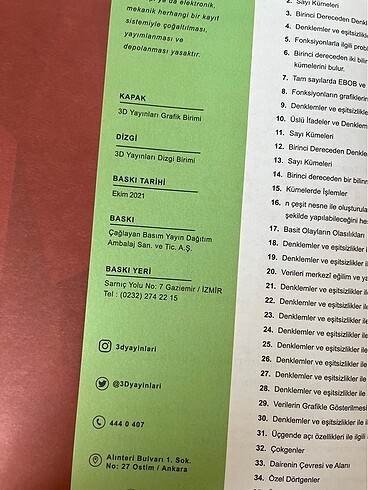 ya da elektronik,
mekanik herhangi bir kayıt
sistemiyle çoğaltılması,
yayımlanması ve
depolanması yasaktır.
KAPAK
3D Yayınları Grafik Birimi
DİZGİ
3D Yayınları Dizgi Birimi
BASKI TARİHİ
Ekim 2021
BASKI
Çağlayan Basım Yayın Dağıtım
Ambalaj San. ve Tic. A.Ş.
BASKI YERİ
Sarnıç Yolu No: 7 Gaziemir / İZMİR
Tel : (0232) 274 22 15
3dyayinlari
@3Dyayinlari
444 0 407
Alınteri Bulvarı 1. Sok.
No: 27 Ostim / Ankara
2. Sayı Kümeleri
3. Birinci Dereceden Denkl
4. Denklemler ve eşitsizlikle
5. Fonksiyonlarla ilgili probl
6. Birinci dereceden iki bilin
kümelerini bulur.
7. Tam sayılarda EBOB ve
8. Fonksiyonların grafiklerin
9. Denklemler ve eşitsizlikle
10. Üslü İfadeler ve Denklem
11. Sayı Kümeleri
12. Birinci Dereceden Denkle
13. Sayı Kümeleri
14. Birinci dereceden bir bilinm
15. Kümelerde İşlemler
16. n çeşit nesne ile oluşturula
şekilde yapılabileceğini hes
17. Basit Olayların Olasılıkları
18. Denklemler ve eşitsizlikler i
19. Denklemler ve eşitsizlikler i
20. Verileri merkezî eğilim ve ya
21. Denklemler ve eşitsizlikler ile
22. Denklemler ve eşitsizlikler ile
23. Denklemler ve eşitsizlikler ile
24. Denklemler ve eşitsizlikler ile
25. Denklemler ve eşitsizlikler ile
26. Denklemler ve eşitsizlikler ile
27. Denklemler ve eşitsizlikler ile
28. Denklemler ve eşitsizlikler ile
29. Verilerin Grafikle Gösterilmesi
30. Denklemler ve eşitsizlikler ile
31. Üçgende açı özellikleri ile ilgili
32. Çokgenler
33. Dairenin Çevresi ve Alanı
34. Özel Dörtgenler